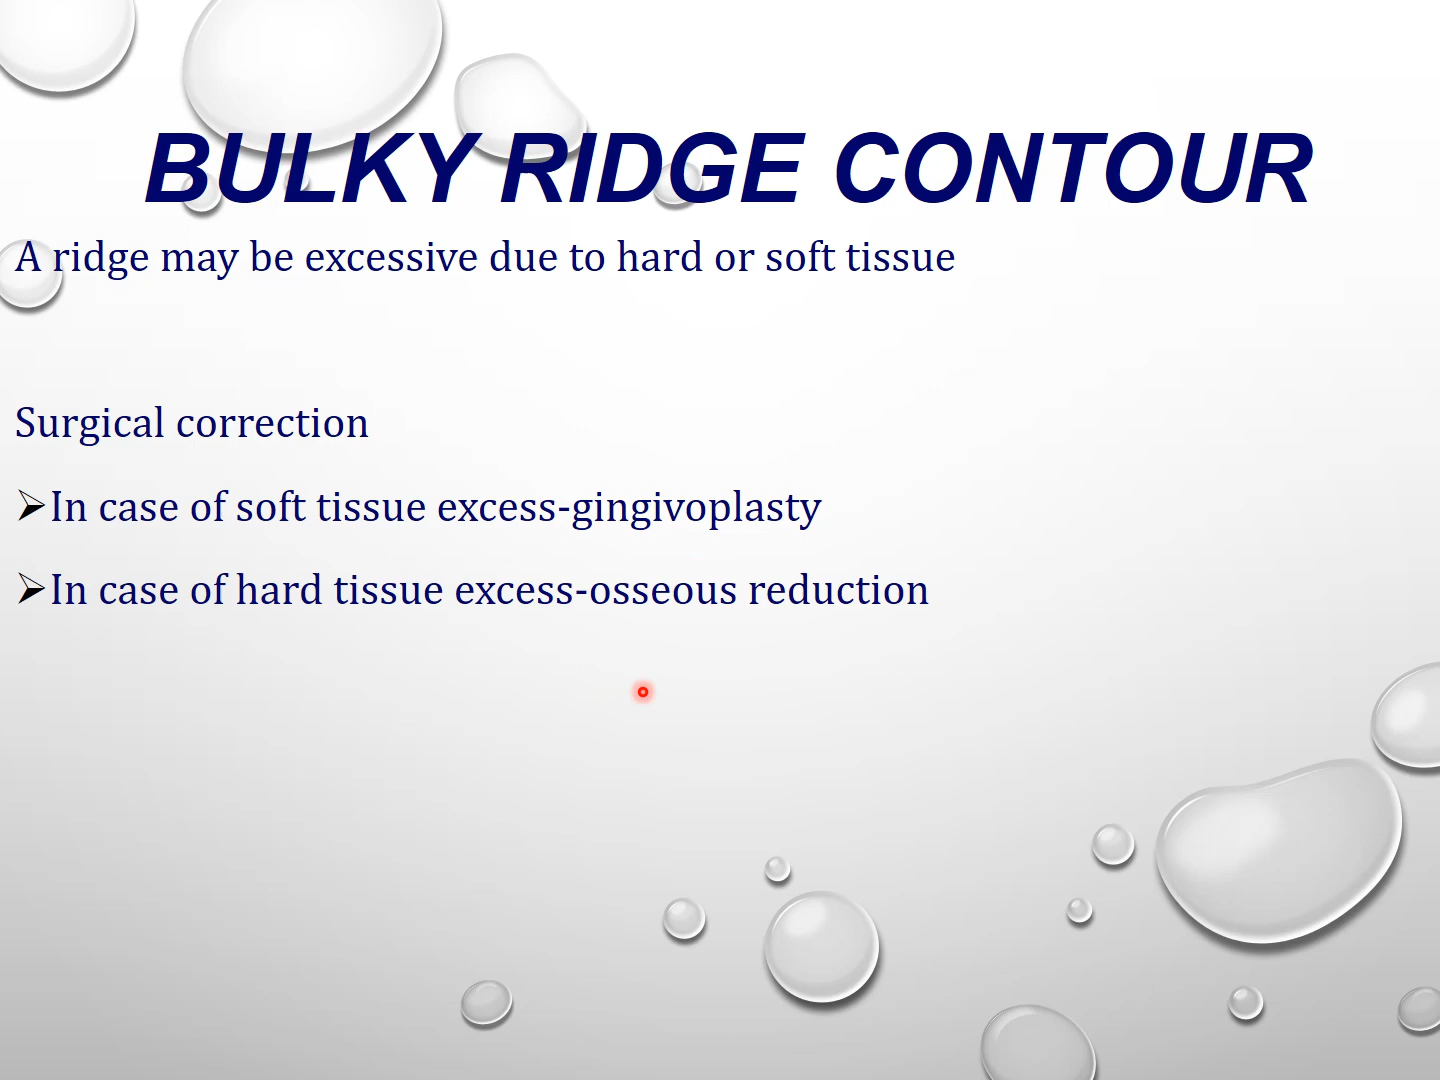 BULKY RIDGE CONTOUR
A ridge may be excessive due to hard or soft tissue
Surgical correction
➢In case of soft tissue excess-gingivoplasty
➢In case of hard tissue excess-osseous reduction